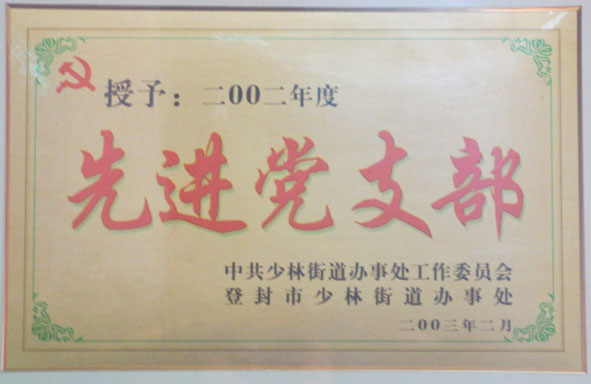 授予：二00二年度
先进党支部
中共少林街道办事处工作委员会
登封市少林街道办事处
二00三年二月